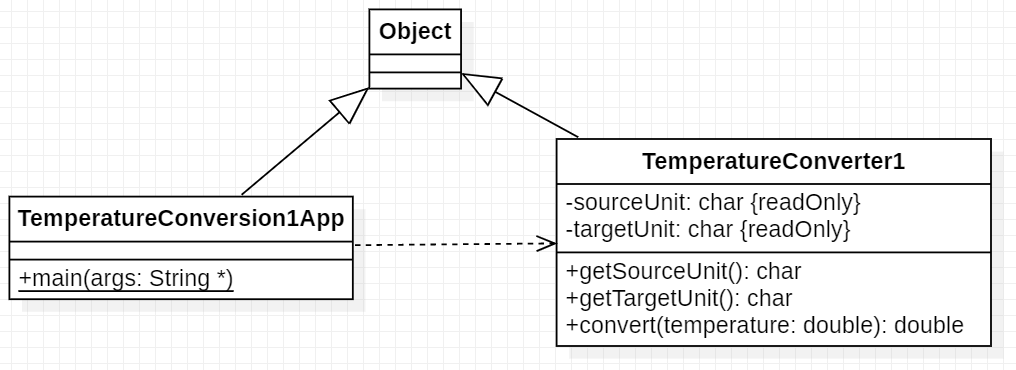 Object
TemperatureConverter1
-sourceUnit: char {readOnly}
-targetUnit: char {readOnly}
+getSourceUnit(): char
+getTargetUnit(): char
+convert(temperature: double): double
TemperatureConversion1App
+main(args: String *)